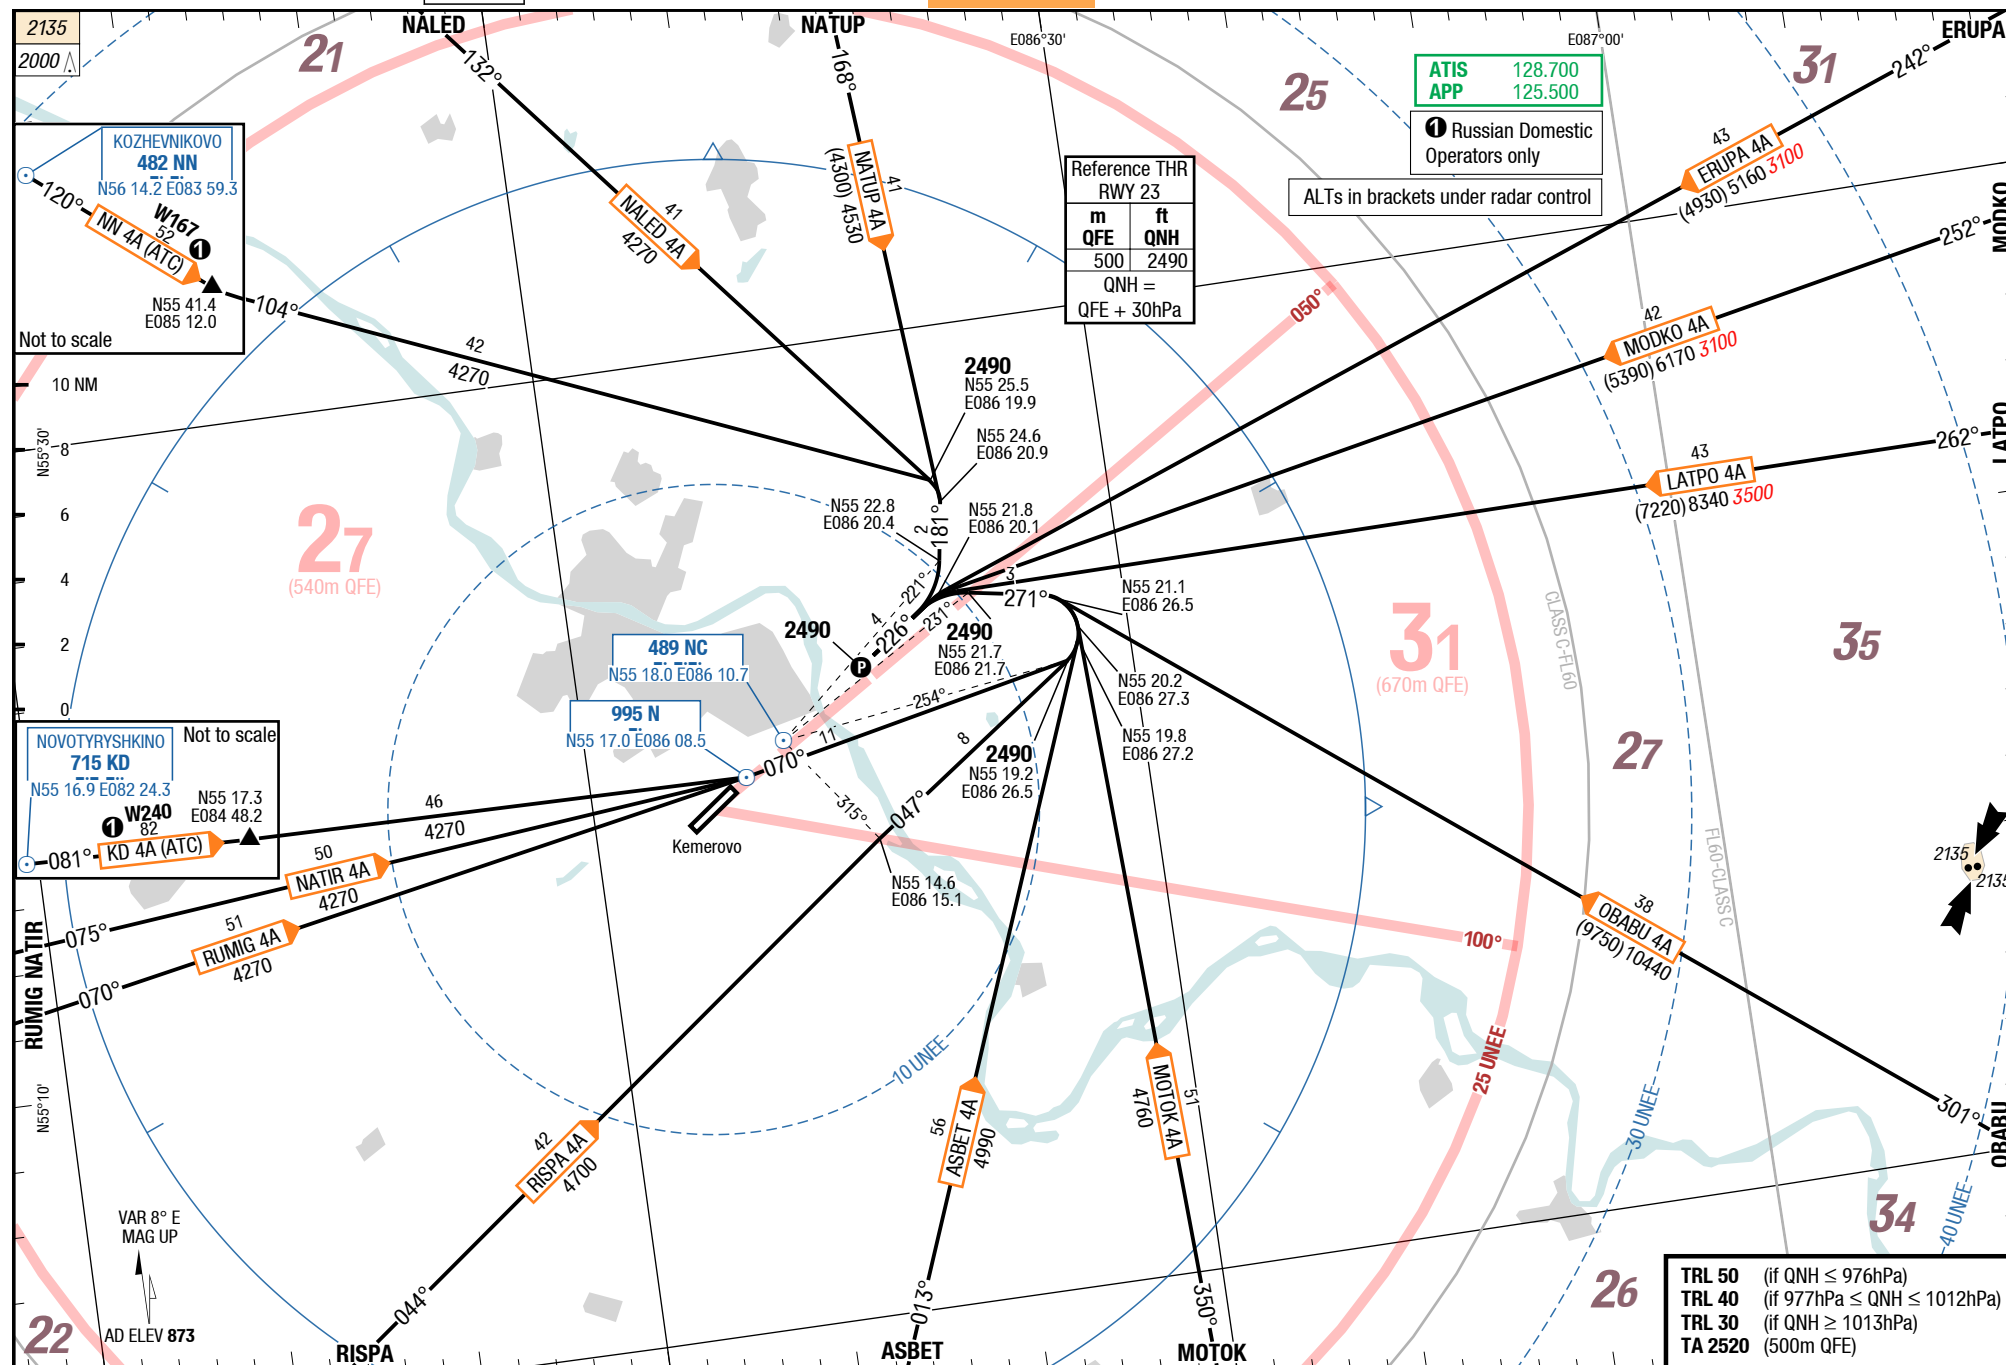 2135
2000
21
NALED
132°
NATUP
168°
E086°30'
25
E087°00'
31
ERUPA
242°
ATIS 128.700
APP 125.500
1 Russian Domestic
Operators only
ALTs in brackets under radar control
Reference THR
RWY 23
m ft
QFE QNH
500 2490
QNH =
QFE + 30hPa
KOZHEVNIKOVO
482 NN
N56 14.2 E083 59.3
120°
W167
52
1
NN 4A (ATC)
N55 41.4
E085 12.0
Not to scale
104°
42
4270
41
NALED 4A
4270
41
NATUP 4A
(4300) 4530
43
ERUPA 4A
(4930) 5160 3100
MODKO
252°
42
MODKO 4A
(5390) 6170 3100
LATPO
262°
43
LATPO 4A
(7220) 8340 3500
050°
10 NM
8
6
4
2
0
N55°30'
2490
N55 25.5
E086 19.9
N55 24.6
E086 20.9
N55 22.8
E086 20.4
2
181°
N55 21.8
E086 20.1
27
(540m QFE)
3
271°
N55 21.1
E086 26.5
221°
4
226°
231°
2490
P
2490
N55 21.7
E086 21.7
31
(670m QFE)
CLASS C-FL60
35
489 NC
N55 18.0 E086 10.7
254°
N55 20.2
E086 27.3
995 N
N55 17.0 E086 08.5
11
070°
8
2490
N55 19.2
E086 26.5
N55 19.8
E086 27.2
27
NOVOTYRYSHKINO
715 KD
N55 16.9 E082 24.3
Not to scale
1
W240
82
KD 4A (ATC)
N55 17.3
E084 48.2
081°
46
4270
315°
047°
Kemerovo
FL60-CLASS C
2135
2135
50
NATIR 4A
4270
075°
51
RUMIG 4A
4270
070°
RUMIG NATIR
N55 14.6
E086 15.1
100°
38
OBABU 4A
(9750) 10440
10 UNEE
25 UNEE
30 UNEE
40 UNEE
N55°10'
42
RISPA 4A
4700
56
ASBET 4A
4990
51
MOTOK 4A
4760
301°
OBABU
34
VAR 8° E
MAG UP
AD ELEV 873
22
044°
RISPA
013°
ASBET
350°
MOTOK
26
TRL 50 (if QNH ≤ 976hPa)
TRL 40 (if 977hPa ≤ QNH ≤ 1012hPa)
TRL 30 (if QNH ≥ 1013hPa)
TA 2520 (500m QFE)